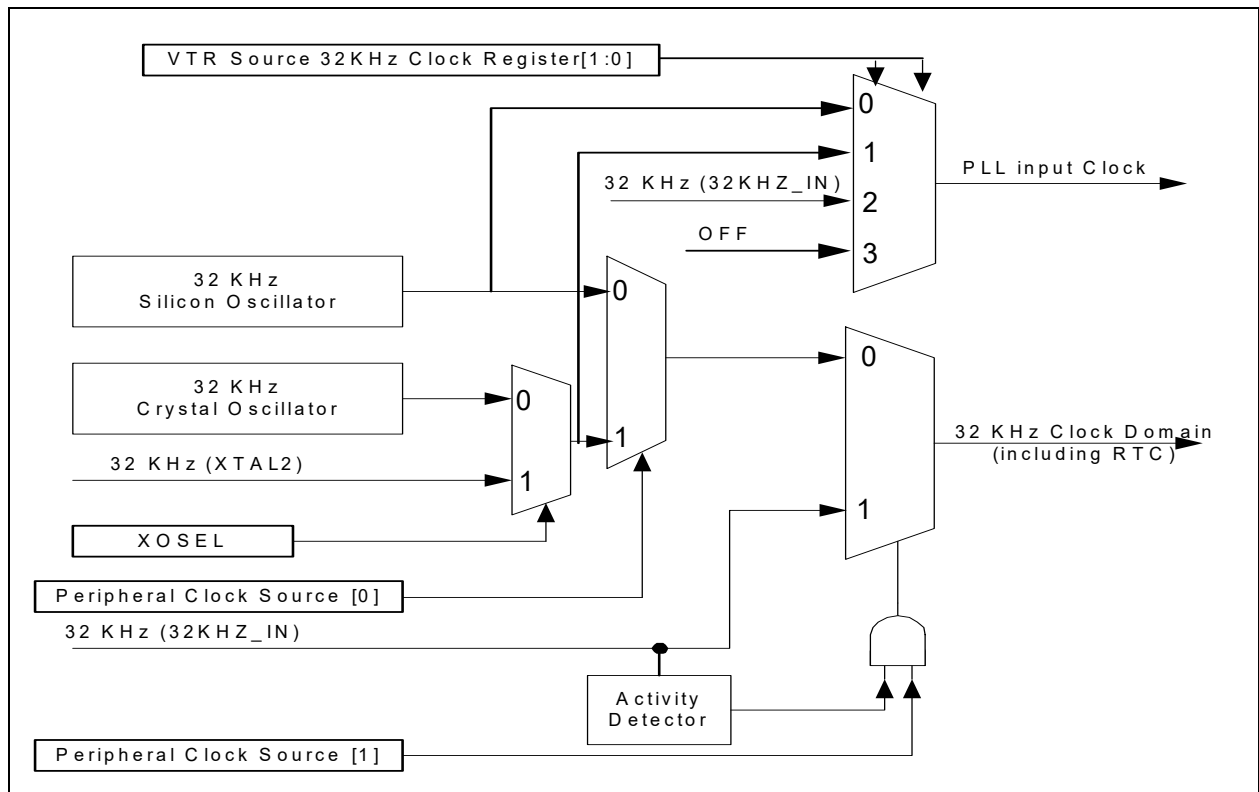 VTR Source 32KHz Clock Register[1:0]
0
1
32 KHz (32KHZ_IN)
2
OFF
3
PLL input Clock
32 KHz
Silicon Oscillator
0
1
32 KHz
Crystal Oscillator
0
32 KHz (XTAL2)
1
0
1
32 KHz Clock Domain
(including RTC)
XOSEL
Peripheral Clock Source [0]
32 KHz (32KHZ_IN)
Activity
Detector
Peripheral Clock Source [1]